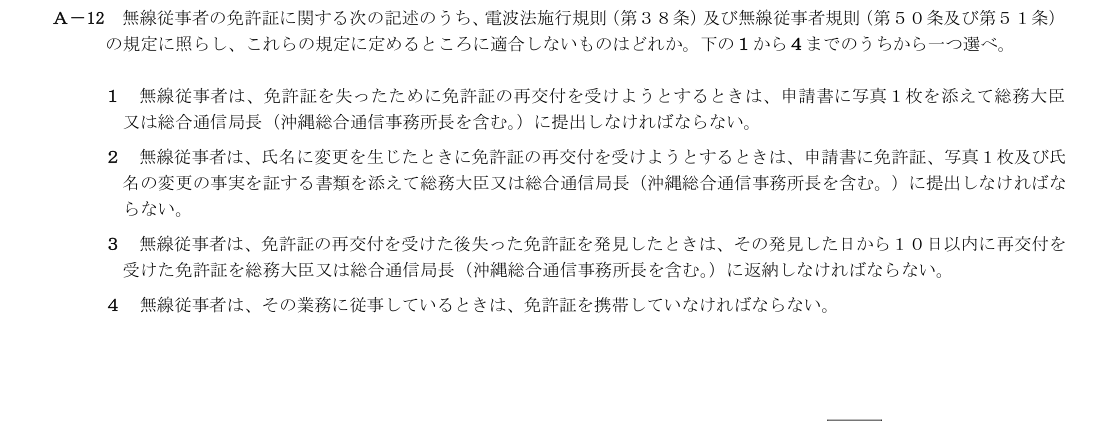 A－12　無線従事者の免許証に関する次の記述のうち、電波法施行規則（第３８条）及び無線従事者規則（第５０条及び第５１条）
の規定に照らし、これらの規定に定めるところに適合しないものはどれか。下の１から４までのうちから一つ選べ。
１　無線従事者は、免許証を失ったために免許証の再交付を受けようとするときは、申請書に写真１枚を添えて総務大臣
又は総合通信局長（沖縄総合通信事務所長を含む。）に提出しなければならない。
２　無線従事者は、氏名に変更を生じたときに免許証の再交付を受けようとするときは、申請書に免許証、写真１枚及び氏
名の変更の事実を証する書類を添えて総務大臣又は総合通信局長（沖縄総合通信事務所長を含む。）に提出しなければな
らない。
３　無線従事者は、免許証の再交付を受けた後失った免許証を発見したときは、その発見した日から１０日以内に再交付を
受けた免許証を総務大臣又は総合通信局長（沖縄総合通信事務所長を含む。）に返納しなければならない。
４　無線従事者は、その業務に従事しているときは、免許証を携帯していなければならない。